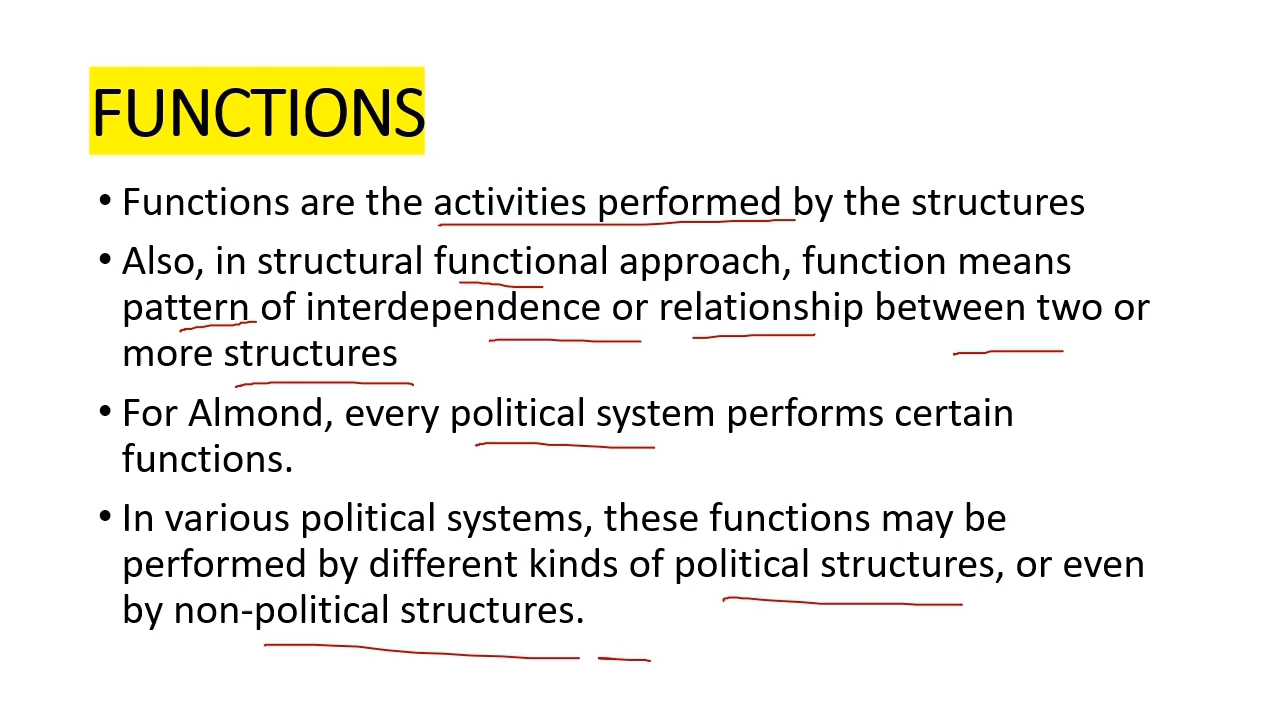 FUNCTIONS
• Functions are the activities performed by the structures
• Also, in structural functional approach, function means
pattern of interdependence or relationship between two or
more structures
• For Almond, every political system performs certain
functions.
• In various political systems, these functions may be
performed by different kinds of political structures, or even
by non-political structures.